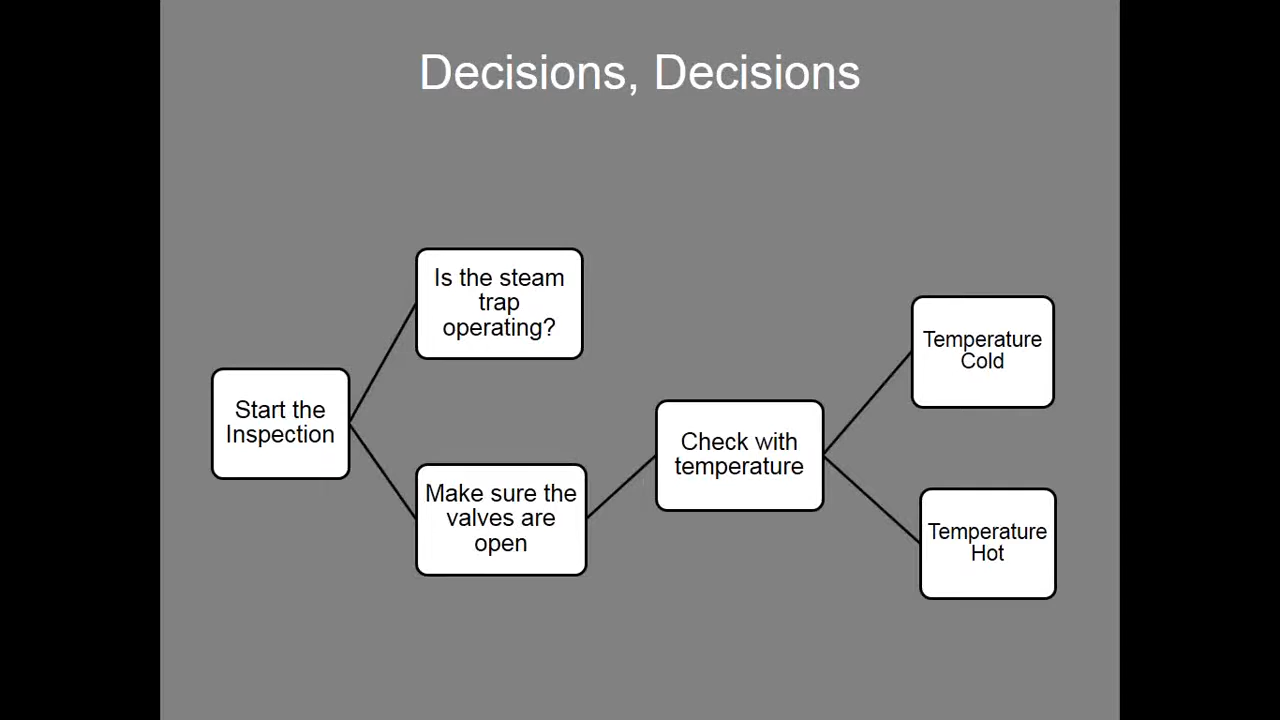 Decisions, Decisions
Is the steam
trap
operating?
Start the
Inspection
Make sure the
valves are
open
Check with
temperature
Temperature
Cold
Temperature
Hot